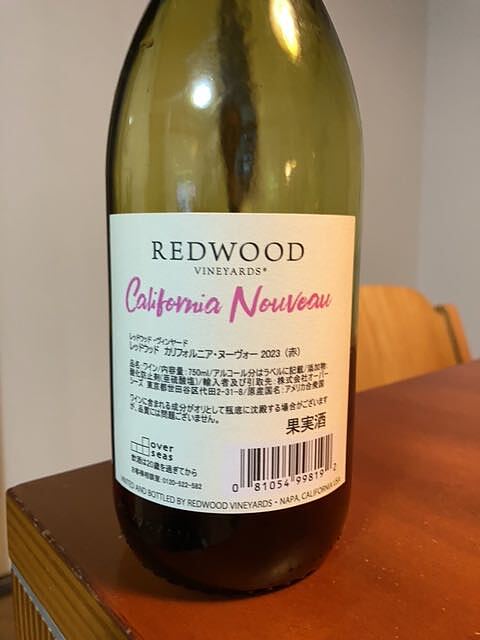 REDWOOD
VINEYARDS®
California Nouveau
レッドウッド・ヴィンヤード
レッドウッド カリフォルニア・ヌーヴォー 2023（赤）
品名:ワイン/内容量:750ml/アルコール分はラベルに記載/添加物:
酸化防止剤(亜硫酸塩)/輸入者及び引取先:株式会社オーバー
シーズ 東京都世田谷区代田2-31-8/原産国名:アメリカ合衆国
ワインに含まれる成分がオリとして瓶底に沈殿する場合がございます
が、品質には問題ございません。
果実酒
over
seas
飲酒は20歳を過ぎてから
お客様相談室 0120-522-582
0 81054 99819 2
VINTED AND BOTTLED BY REDWOOD VINEYARDS • NAPA, CALIFORNIA USA